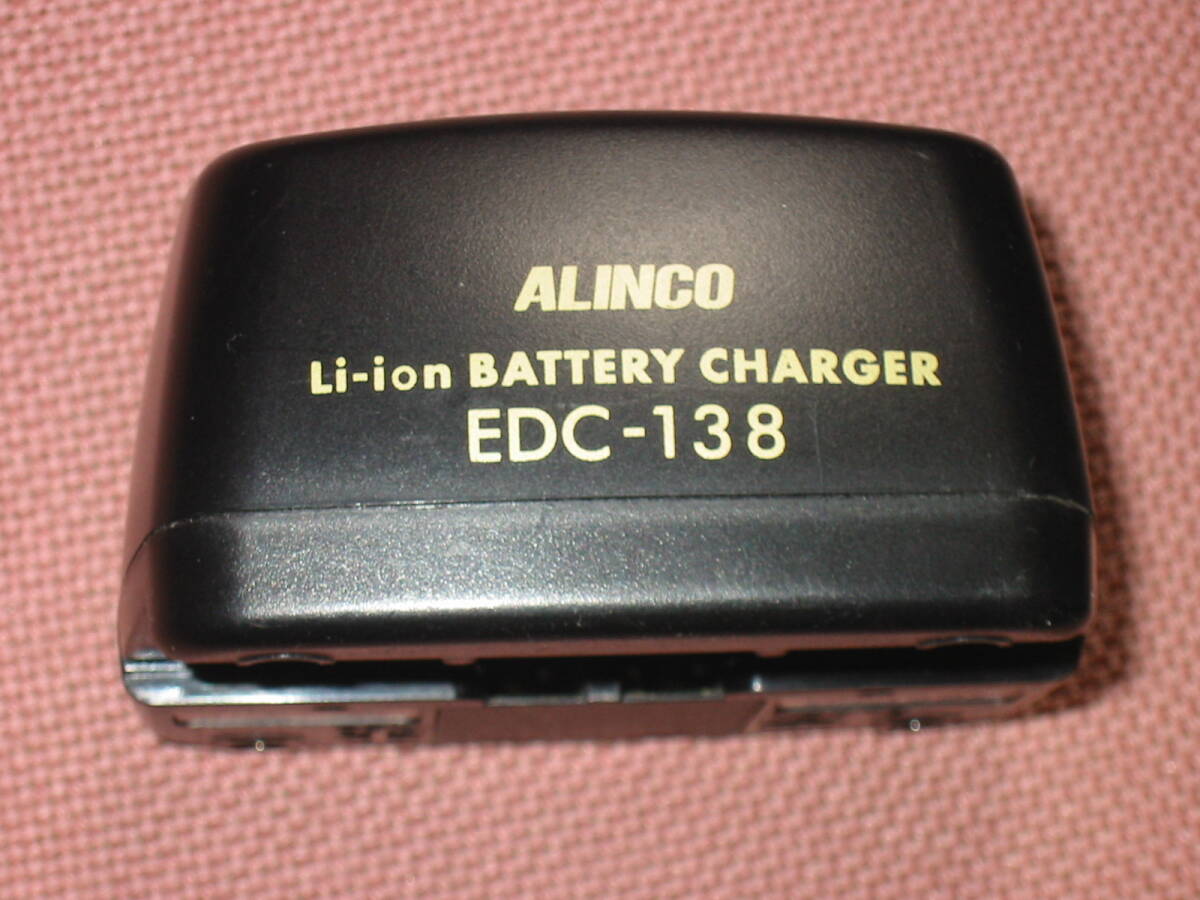 ALINCO
Li-ion BATTERY CHARGER
EDC-138